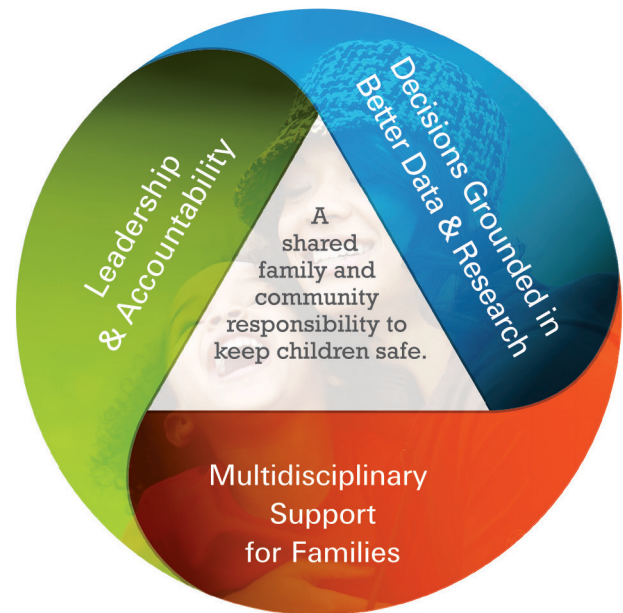 Leadership
& Accountability
Decisions Grounded in
Better Data & Research
A
shared
family and
community
responsibility to
keep children safe.
Multidisciplinary
Support
for Families